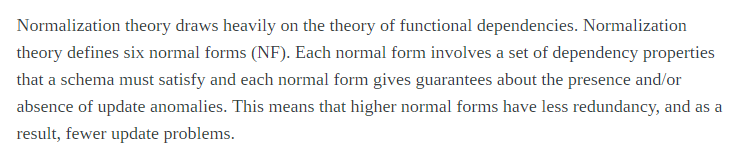 Normalization theory draws heavily on the theory of functional dependencies. Normalization
theory defines six normal forms (NF). Each normal form involves a set of dependency properties
that a schema must satisfy and each normal form gives guarantees about the presence and/or
absence of update anomalies. This means that higher normal forms have less redundancy, and as a
result, fewer update problems.